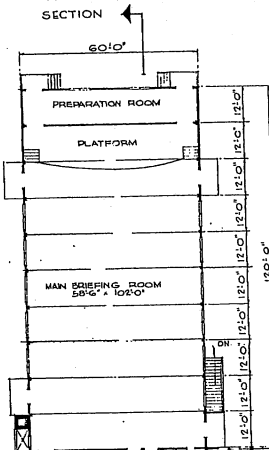 SECTION
60'-0"
PREPARATION ROOM
PLATFORM
MAIN BRIEFING ROOM
58'-6" x 102'-0"
DN.
12'-0"
12'-0"
12'-0"
12'-0"
12'-0"
12'-0"
12'-0"
12'-0"
12'-0"
12'-0"
120'-0"